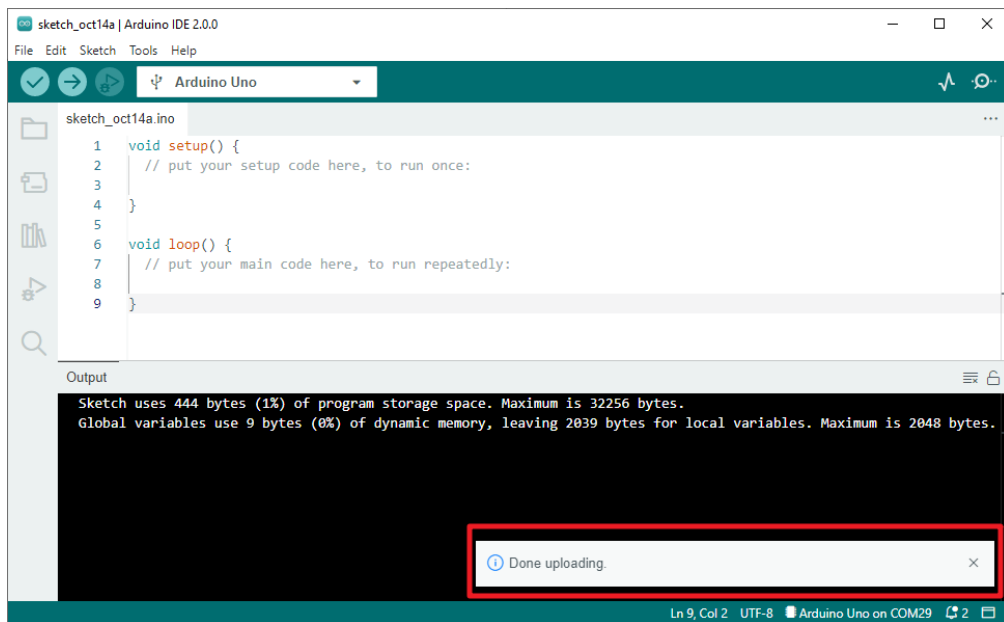 sketch_oct14a | Arduino IDE 2.0.0
File Edit Sketch Tools Help
Arduino Uno
sketch_oct14a.ino
1 void setup() {
2 // put your setup code here, to run once:
3
4 }
5
6 void loop() {
7 // put your main code here, to run repeatedly:
8
9 }
Output
Sketch uses 444 bytes (1%) of program storage space. Maximum is 32256 bytes.
Global variables use 9 bytes (0%) of dynamic memory, leaving 2039 bytes for local variables. Maximum is 2048 bytes.
Done uploading.
Ln 9, Col 2 UTF-8 Arduino Uno on COM29 2